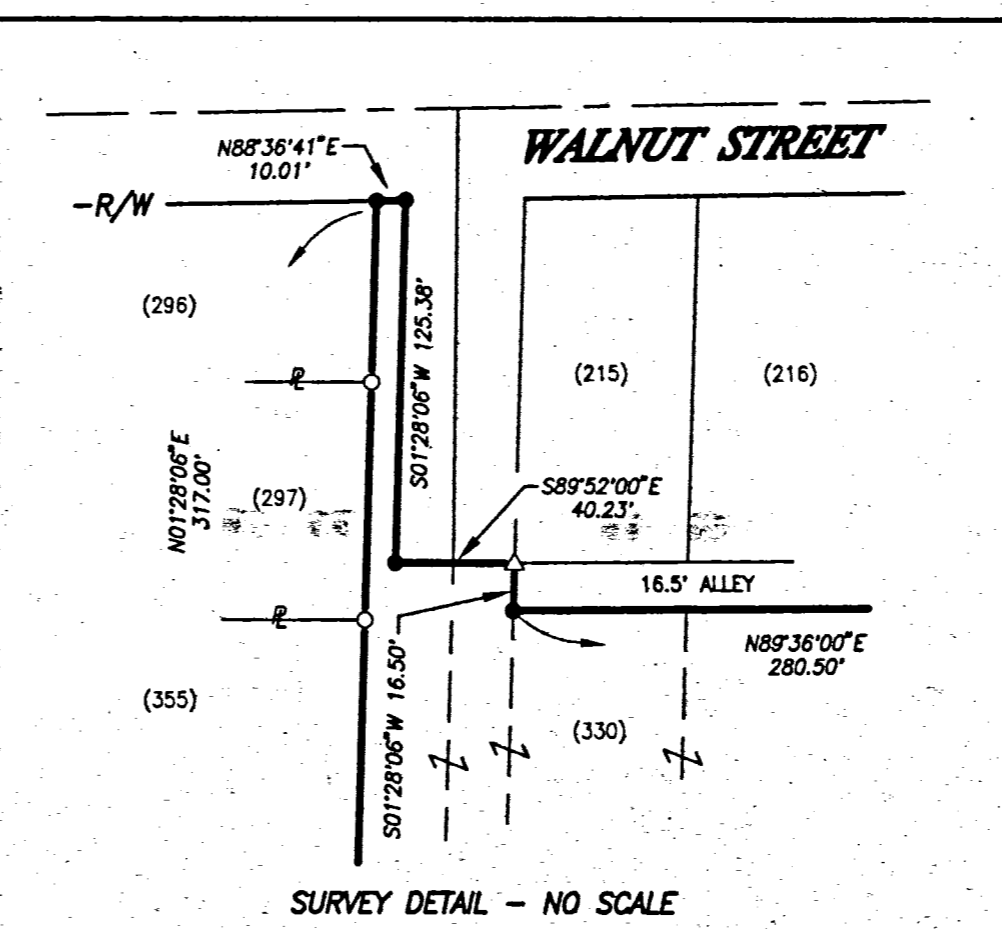 WALNUT STREET
N88°36'41"E
10.01'
-R/W
(296)
S01°28'06"W 125.38'
(215)
(216)
PL
N01°28'06"E
317.00'
(297)
S89°52'00"E
40.23'
16.5' ALLEY
PL
S01°28'06"W 16.50'
N89°36'00"E
280.50'
(355)
(330)
SURVEY DETAIL – NO SCALE